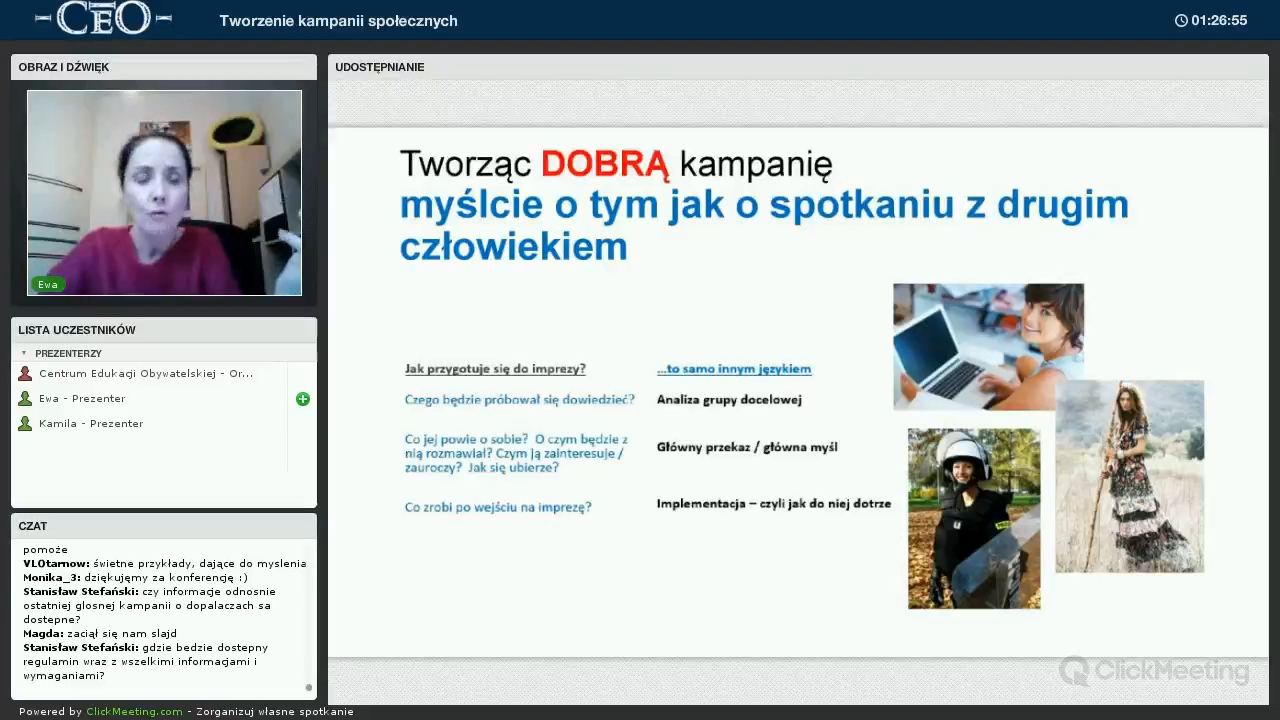 CEO
Tworzenie kampanii społecznych
01:26:55
OBRAZ I DŹWIĘK
Ewa
LISTA UCZESTNIKÓW
PREZENTERZY
Centrum Edukacji Obywatelskiej - Or...
Ewa - Prezenter
Kamila - Prezenter
CZAT
pomoże
VLOtarnow: świetne przykłady, dające do myslenia
Monika_3: dziękujęmy za konferencję :)
Stanisław Stefański: czy informacje odnosnie
ostatniej glosnej kampanii o dopalaczach sa
dostepne?
Magda: zaciął się nam slajd
Stanisław Stefański: gdzie bedzie dostepny
regulamin wraz z wszelkimi informacjami i
wymaganiami?
UDOSTĘPNIANIE
Tworząc DOBRĄ kampanię
myślcie o tym jak o spotkaniu z drugim
człowiekiem
Jak przygotuje się do imprezy?
Czego będzie próbował się dowiedzieć?
Co jej powie o sobie? O czym będzie z
nią rozmawiał? Czym ją zainteresuje /
zauroczy? Jak się ubierze?
Co zrobi po wejściu na imprezę?
...to samo innym językiem
Analiza grupy docelowej
Główny przekaz / główna myśl
Implementacja – czyli jak do niej dotrze
ClickMeeting
Powered by ClickMeeting.com - Zorganizuj własne spotkanie